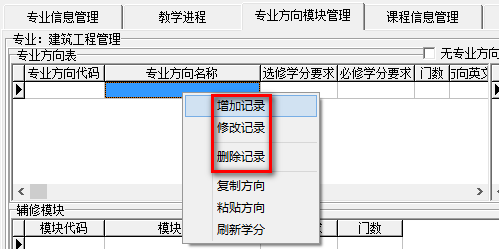 专业信息管理 教学进程 专业方向模块管理 课程信息管理
专业：建筑工程管理
专业方向表 无专业方向
专业方向代码 专业方向名称 选修学分要求 必修学分要求 门数 方向英文
增加记录
修改记录
删除记录
复制方向
粘贴方向
刷新学分
辅修模块
模块代码 模块 门数